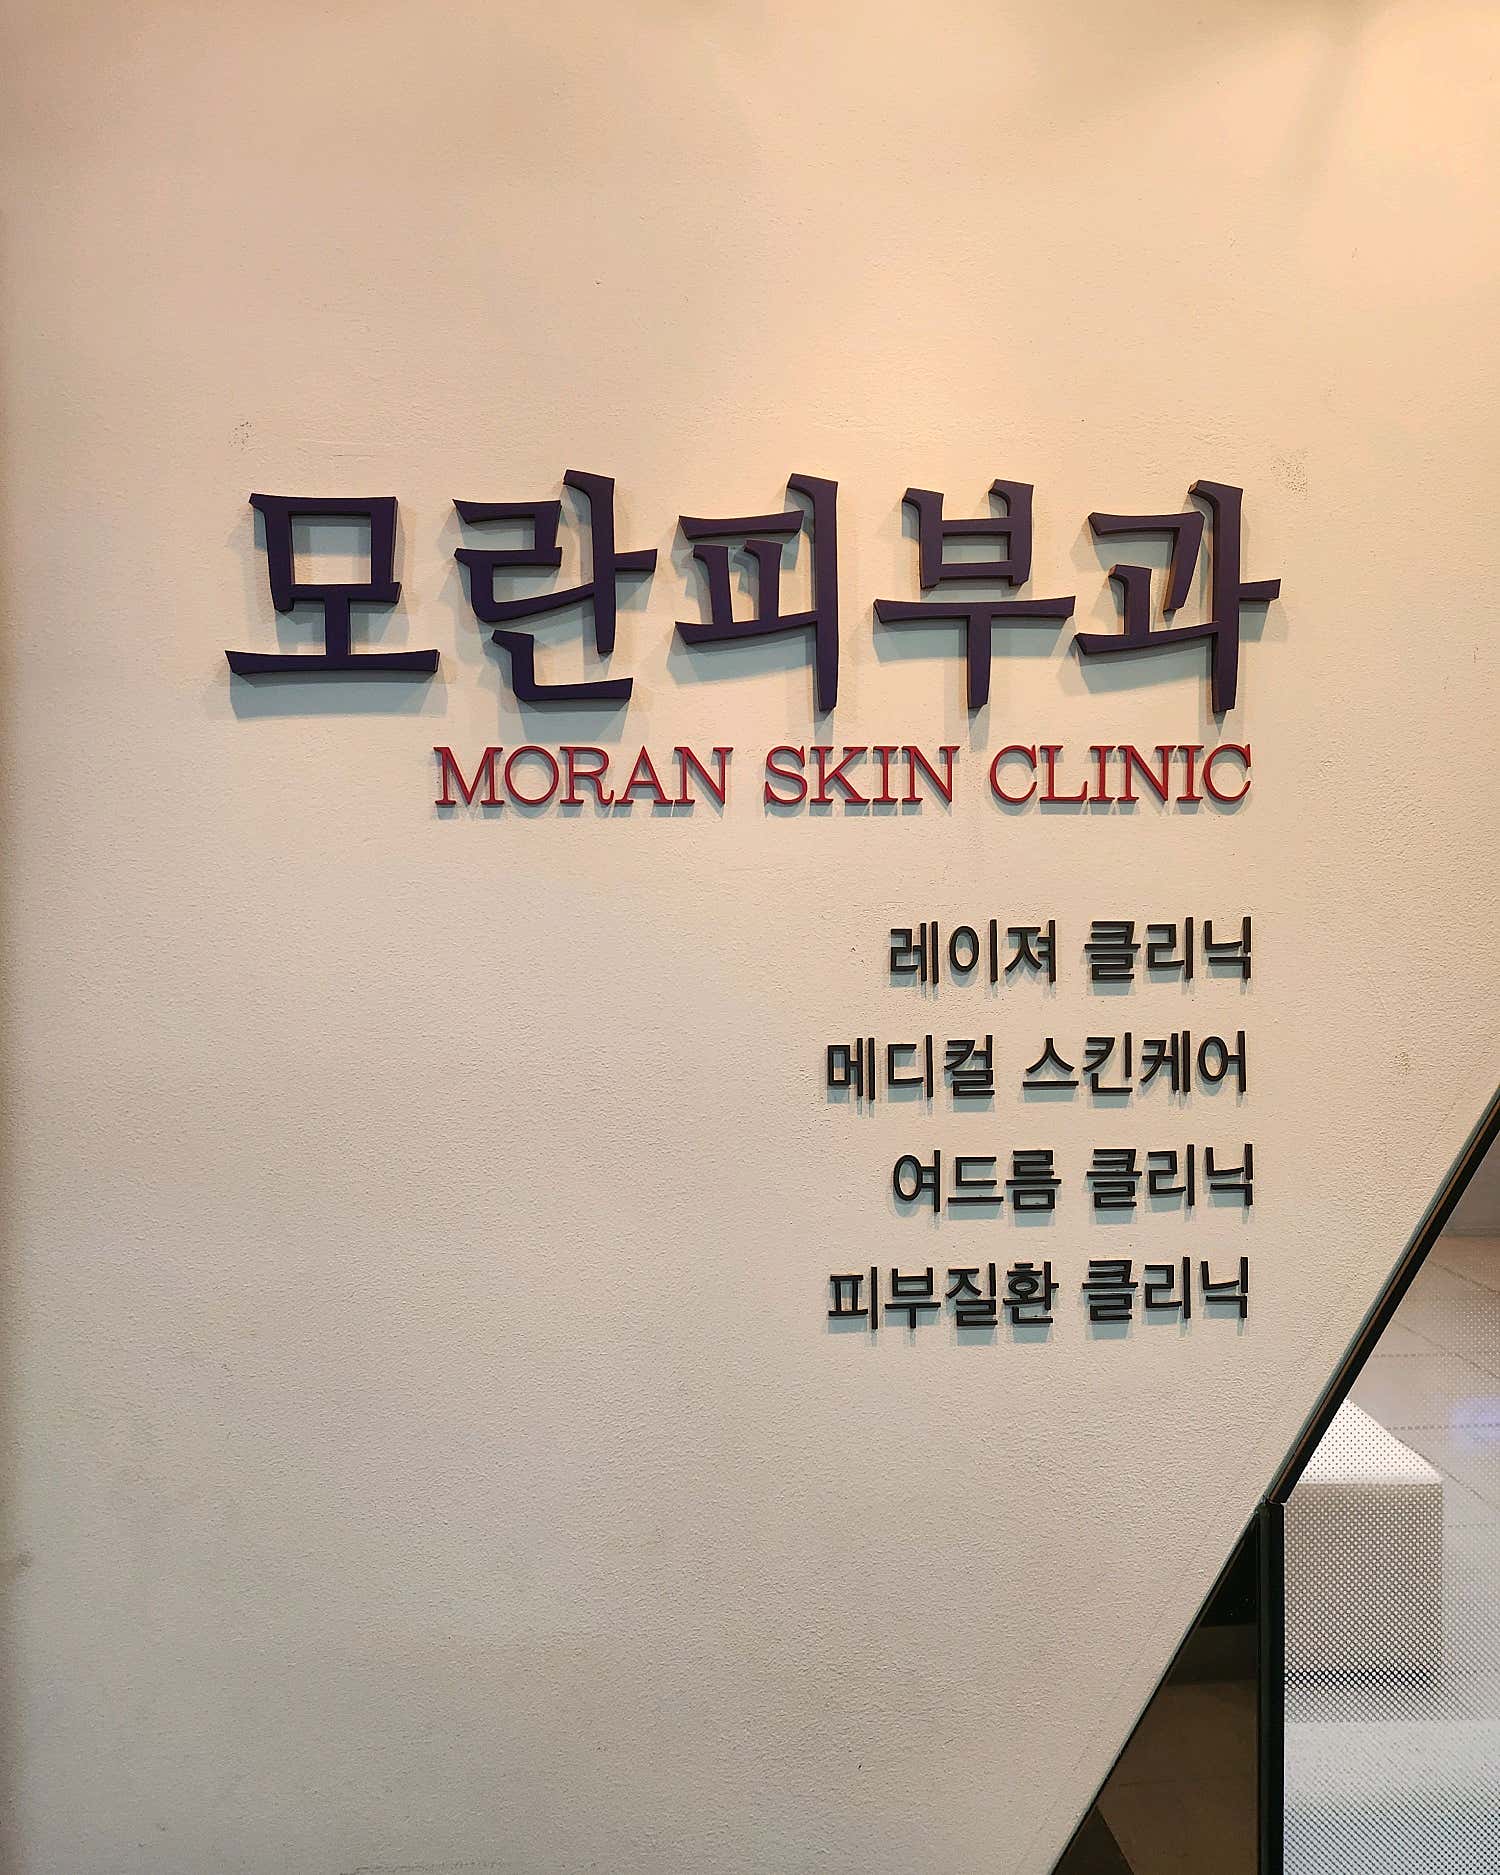 모란피부과
MORAN SKIN CLINIC
레이져 클리닉
메디컬 스킨케어
여드름 클리닉
피부질환 클리닉